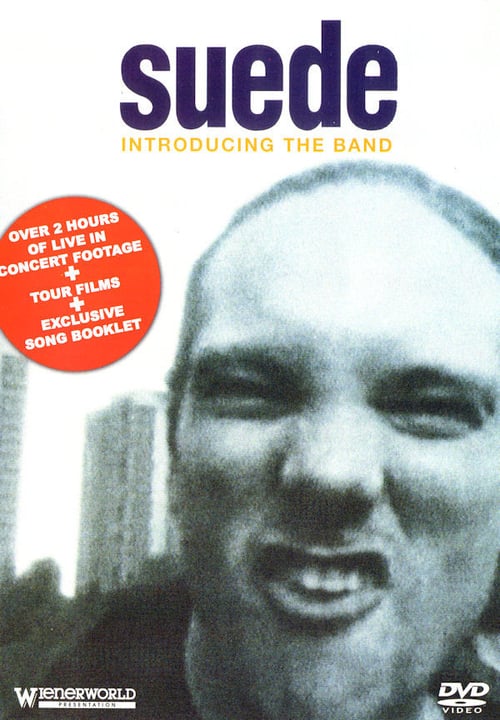 suede
INTRODUCING THE BAND
OVER 2 HOURS
OF LIVE IN
CONCERT FOOTAGE
+
TOUR FILMS
+
EXCLUSIVE
SONG BOOKLET
WIENERWORLD
PRESENTATION
DVD
VIDEO